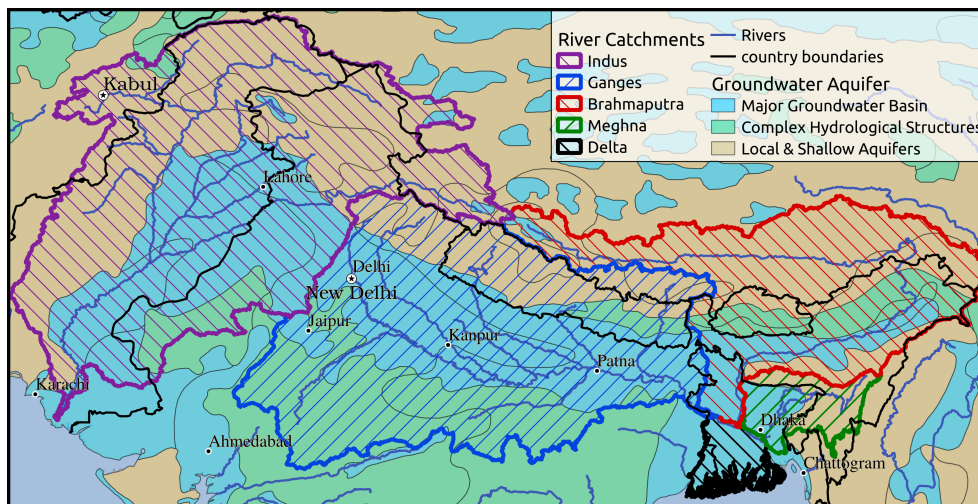 River Catchments
Indus
Ganges
Brahmaputra
Meghna
Delta
Rivers
country boundaries
Groundwater Aquifer
Major Groundwater Basin
Complex Hydrological Structures
Local & Shallow Aquifers
Kabul
Lahore
Delhi
New Delhi
Jaipur
Kanpur
Patna
Karachi
Ahmedabad
Dhaka
Chattogram